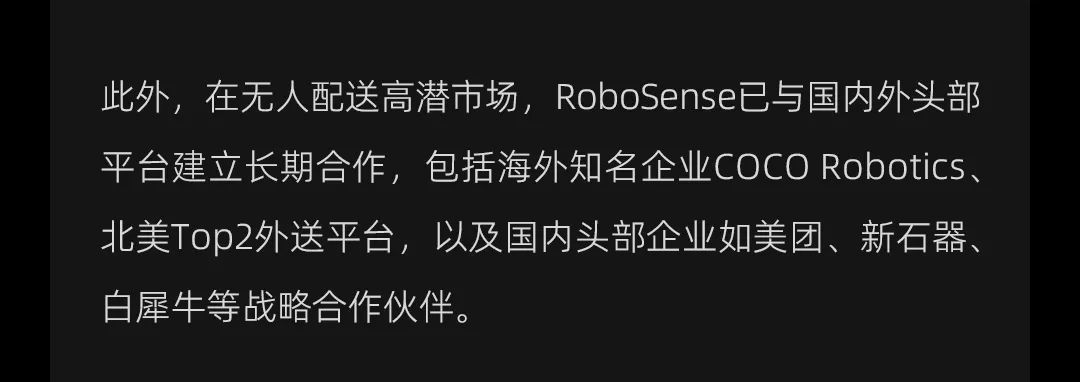 此外，在无人配送高潜市场，RoboSense已与国内外头部
平台建立长期合作，包括海外知名企业COCO Robotics、
北美Top2外送平台，以及国内头部企业如美团、新石器、
白犀牛等战略合作伙伴。